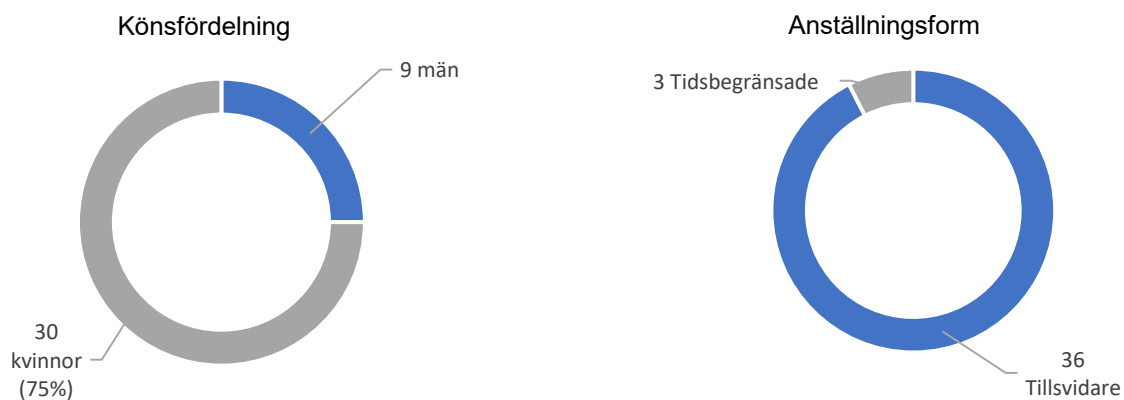 Könsfördelning
9 män
30
kvinnor
(75%)
Anställningsform
3 Tidsbegränsade
36
Tillsvidare